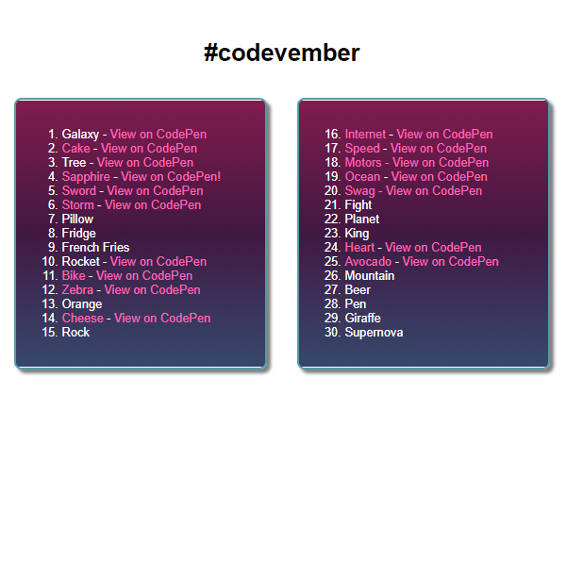 #codevember
1. Galaxy - View on CodePen
2. Cake - View on CodePen
3. Tree - View on CodePen
4. Sapphire - View on CodePen!
5. Sword - View on CodePen
6. Storm - View on CodePen
7. Pillow
8. Fridge
9. French Fries
10. Rocket - View on CodePen
11. Bike - View on CodePen
12. Zebra - View on CodePen
13. Orange
14. Cheese - View on CodePen
15. Rock
16. Internet - View on CodePen
17. Speed - View on CodePen
18. Motors - View on CodePen
19. Ocean - View on CodePen
20. Swag - View on CodePen
21. Fight
22. Planet
23. King
24. Heart - View on CodePen
25. Avocado - View on CodePen
26. Mountain
27. Beer
28. Pen
29. Giraffe
30. Supernova